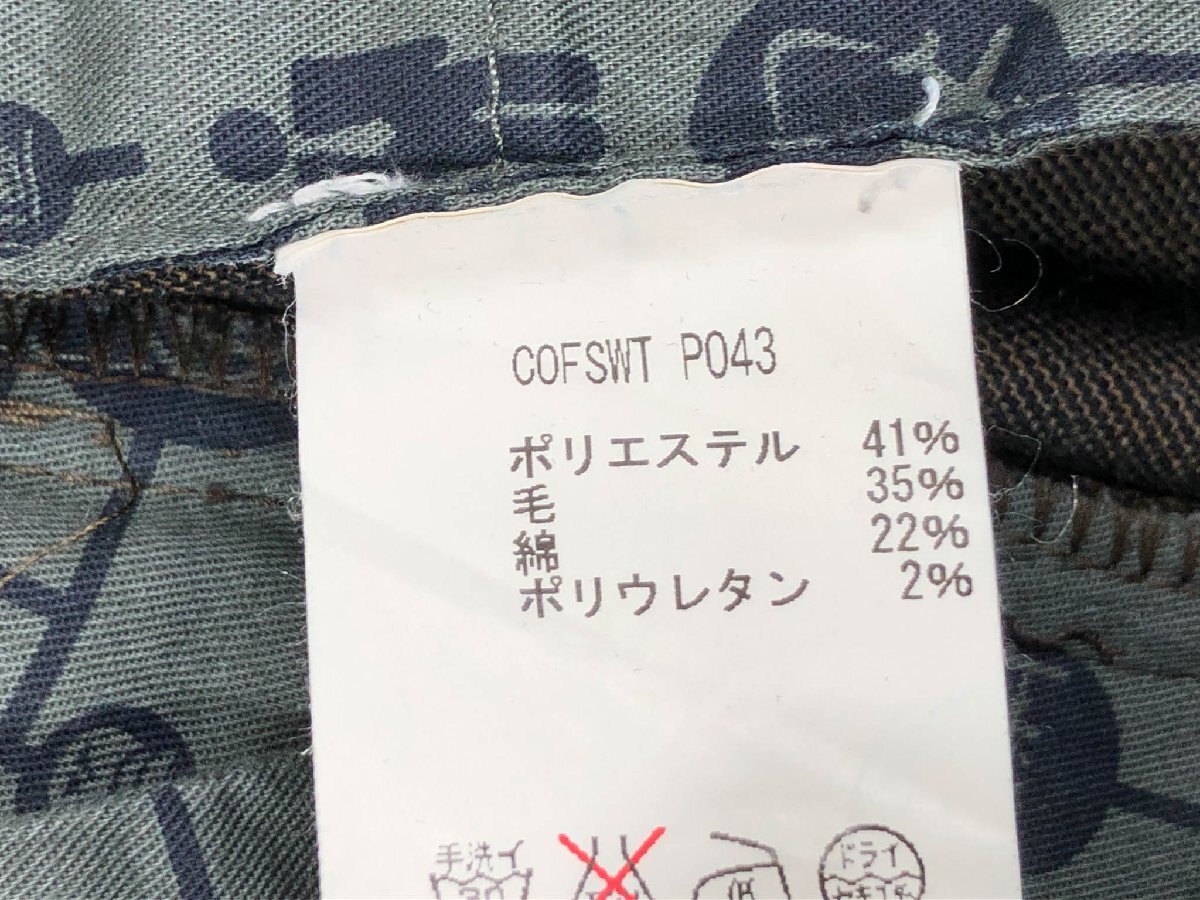 COFSWT P043
ポリエステル 41%
毛 35%
綿 22%
ポリウレタン 2%
手洗イ
30
ドライ